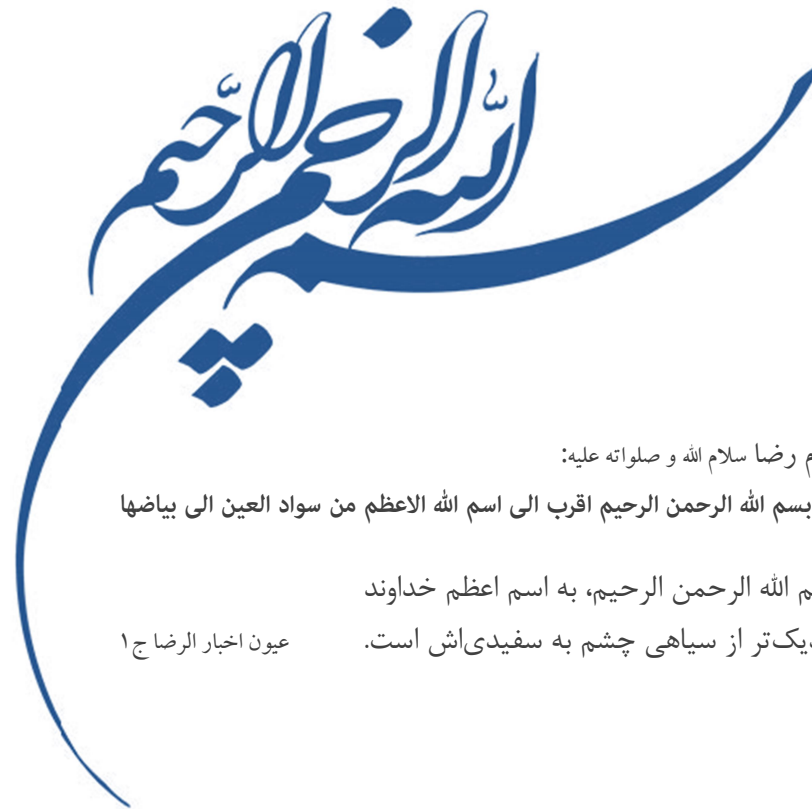 بسم الله الرحمن الرحیم
رضا سلام الله و صلواته علیه:
بسم الله الرحمن الرحیم اقرب الی اسم الله الاعظم من سواد العین الی بیاضها
الله الرحمن الرحیم، به اسم اعظم خداوند
از سیاهی چشم به سفیدی‌اش است. عیون اخبار الرضا ج۱